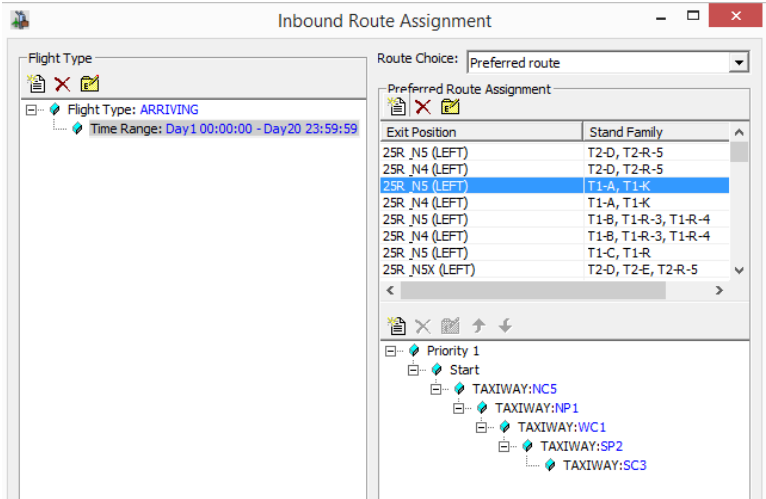 Inbound Route Assignment
Flight Type
Flight Type: ARRIVING
Time Range: Day1 00:00:00 - Day20 23:59:59
Route Choice: Preferred route
Preferred Route Assignment
Exit Position Stand Family
25R_N5 (LEFT) T2-D, T2-R-5
25R_N4 (LEFT) T2-D, T2-R-5
25R_N5 (LEFT) T1-A, T1-K
25R_N4 (LEFT) T1-A, T1-K
25R_N5 (LEFT) T1-B, T1-R-3, T1-R-4
25R_N4 (LEFT) T1-B, T1-R-3, T1-R-4
25R_N5 (LEFT) T1-C, T1-R
25R_N5X (LEFT) T2-D, T2-E, T2-R-5
Priority 1
Start
TAXIWAY:NC5
TAXIWAY:NP1
TAXIWAY:WC1
TAXIWAY:SP2
TAXIWAY:SC3